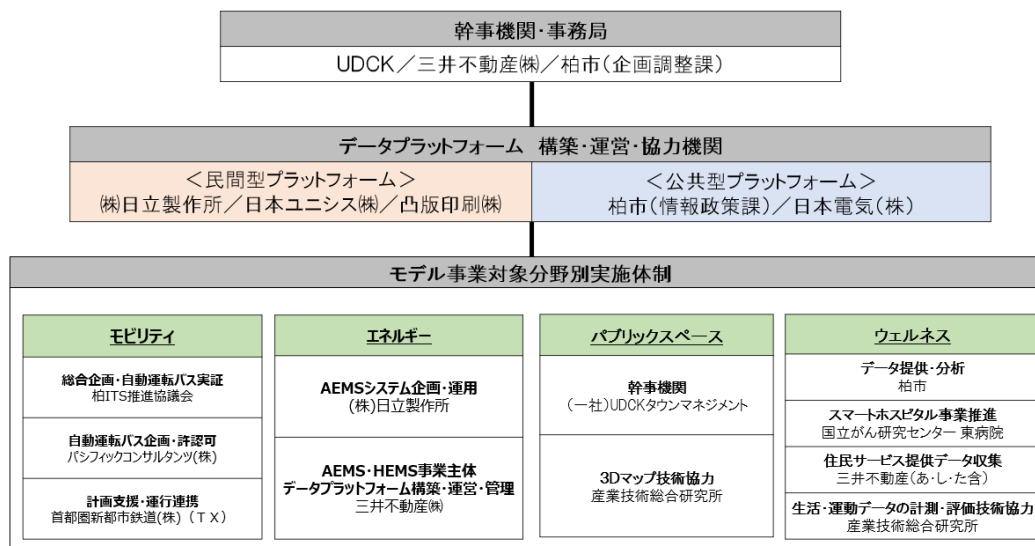 幹事機関・事務局
UDCK／三井不動産㈱／柏市（企画調整課）
データプラットフォーム 構築・運営・協力機関
＜民間型プラットフォーム＞
㈱日立製作所／日本ユニシス㈱／凸版印刷㈱
＜公共型プラットフォーム＞
柏市（情報政策課）／日本電気（株）
モデル事業対象分野別実施体制
モビリティ
総合企画・自動運転バス実証
柏ITS推進協議会
自動運転バス企画・許認可
パシフィックコンサルタンツ(株)
計画支援・運行連携
首都圏新都市鉄道(株)（ＴＸ）
エネルギー
AEMSシステム企画・運用
(株)日立製作所
AEMS・HEMS事業主体
データプラットフォーム構築・運営・管理
三井不動産㈱
パブリックスペース
幹事機関
（一社）UDCKタウンマネジメント
3Dマップ技術協力
産業技術総合研究所
ウェルネス
データ提供・分析
柏市
スマートホスピタル事業推進
国立がん研究センター 東病院
住民サービス提供データ収集
三井不動産(あ・し・た含)
生活・運動データの計測・評価技術協力
産業技術総合研究所